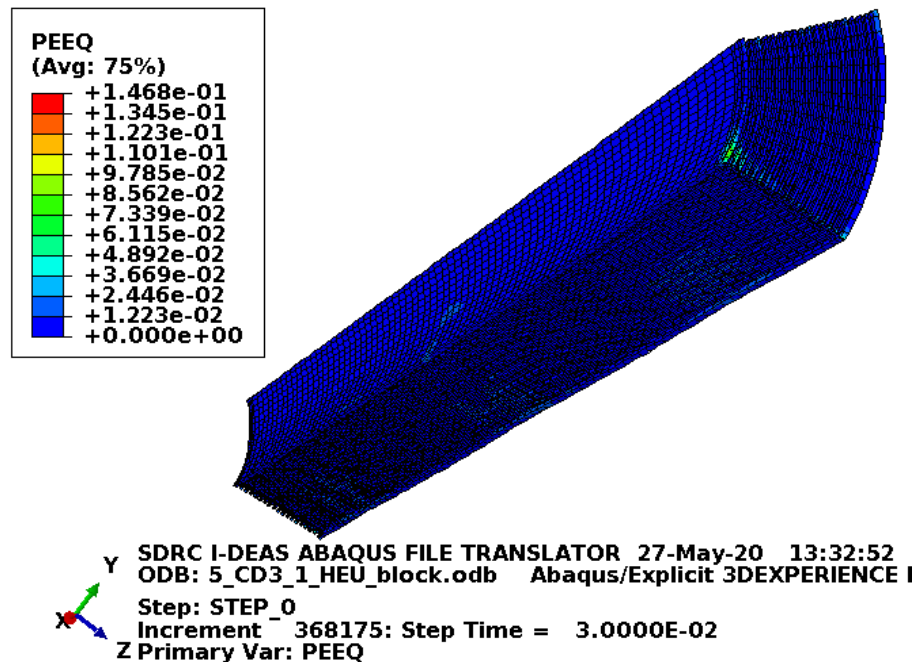 PEEQ
(Avg: 75%)
+1.468e-01
+1.345e-01
+1.223e-01
+1.101e-01
+9.785e-02
+8.562e-02
+7.339e-02
+6.115e-02
+4.892e-02
+3.669e-02
+2.446e-02
+1.223e-02
+0.000e+00
Y
X
Z
SDRC I-DEAS ABAQUS FILE TRANSLATOR 27-May-20 13:32:52
ODB: 5_CD3_1_HEU_block.odb Abaqus/Explicit 3DEXPERIENCE
Step: STEP_0
Increment 368175: Step Time = 3.0000E-02
Primary Var: PEEQ